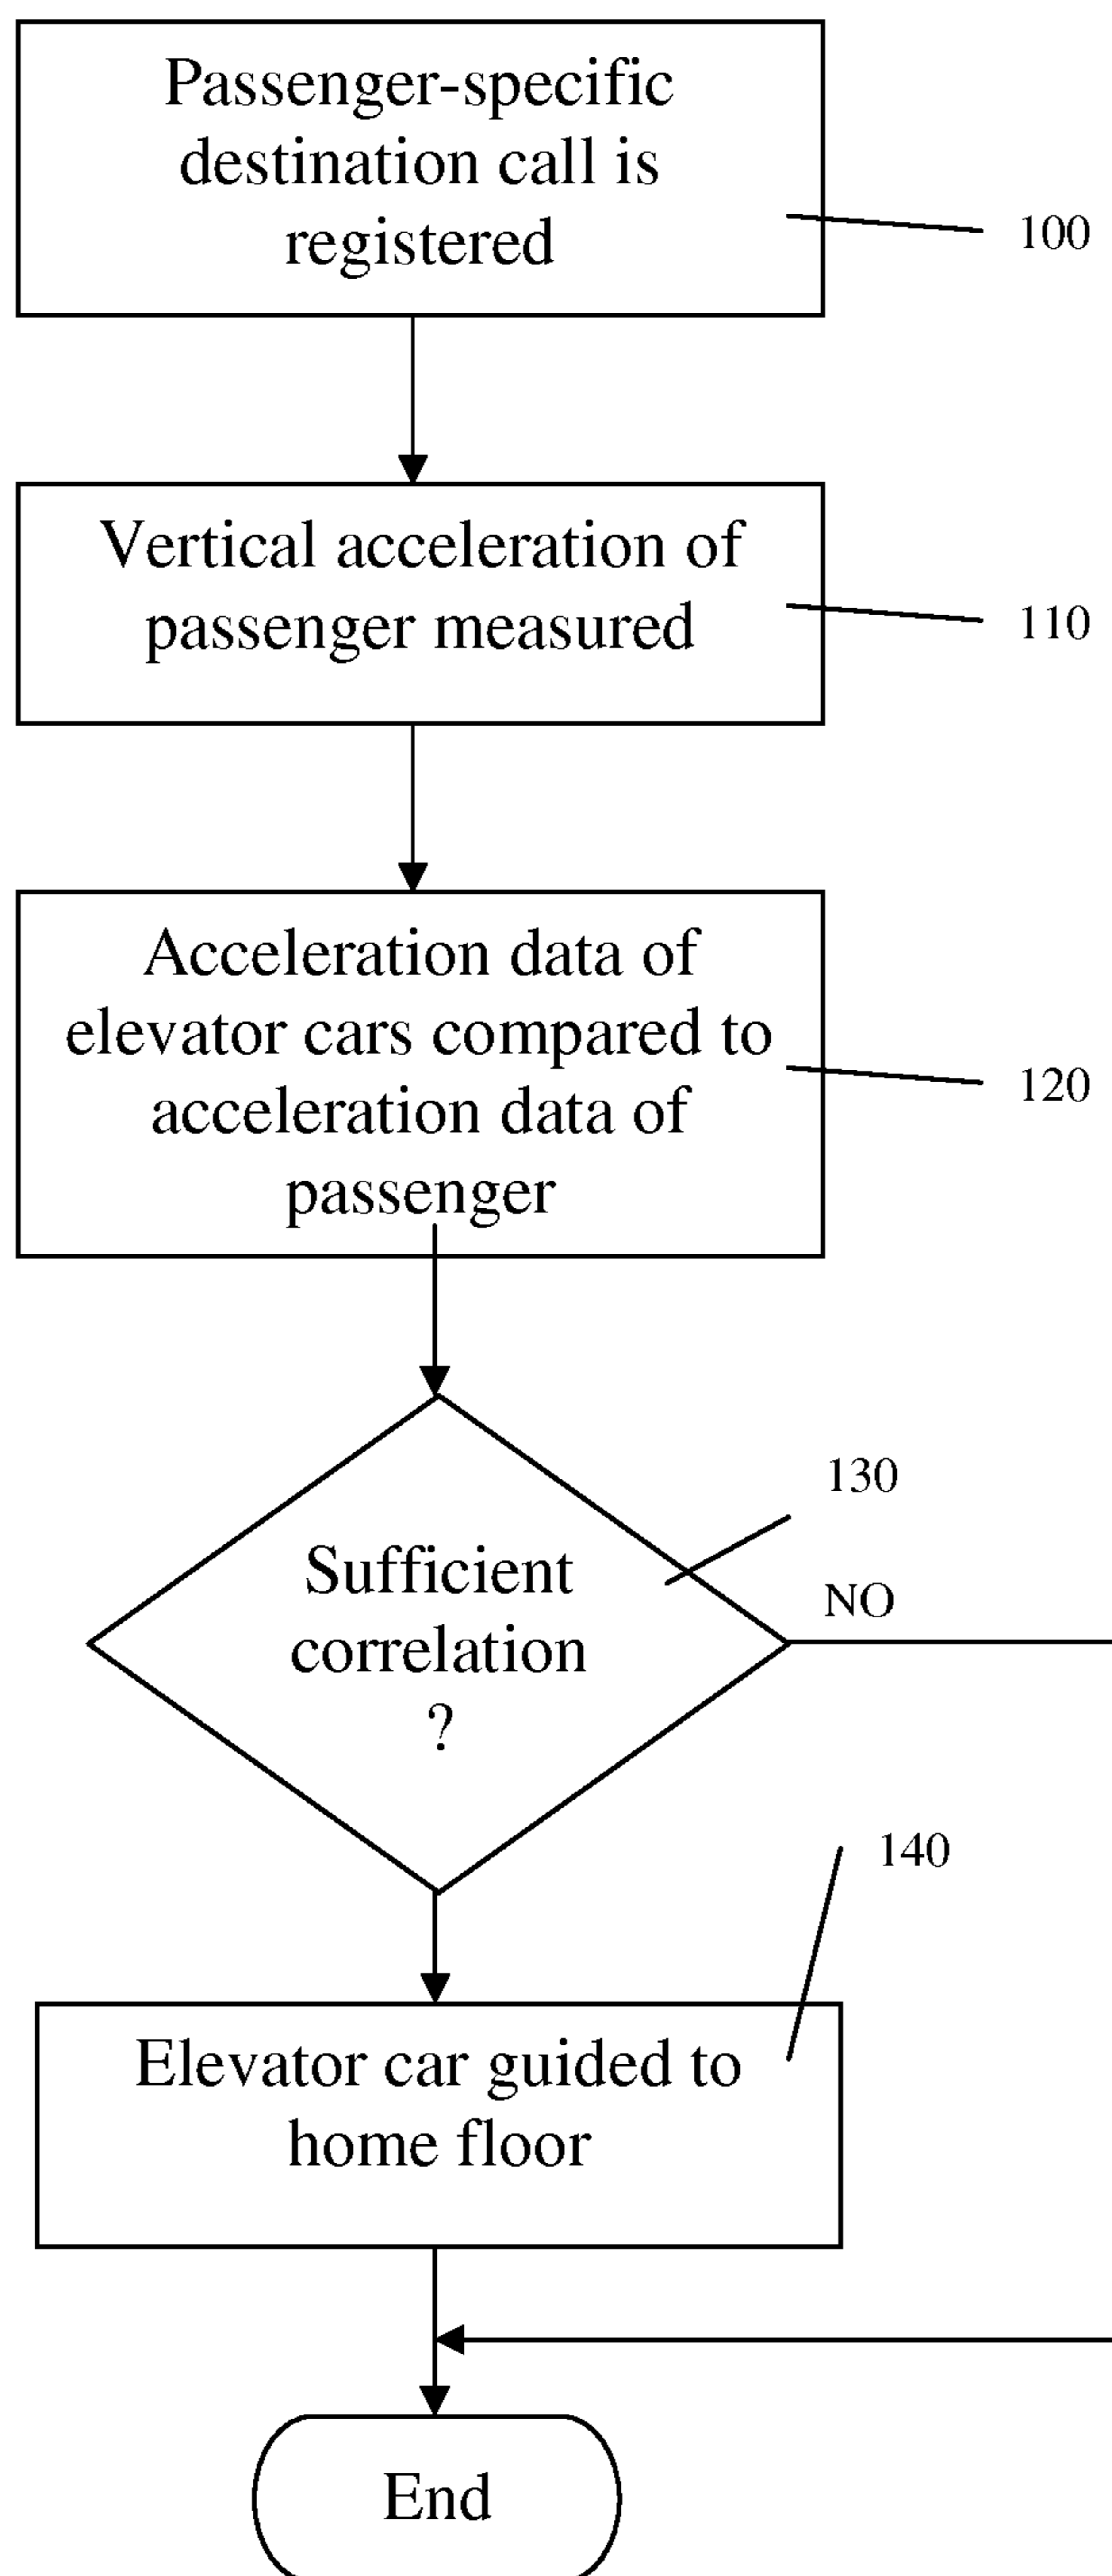 Passenger-specific
destination call is
registered
100
Vertical acceleration of
passenger measured
110
Acceleration data of
elevator cars compared to
acceleration data of
passenger
120
130
Sufficient
correlation
?
NO
140
Elevator car guided to
home floor
End